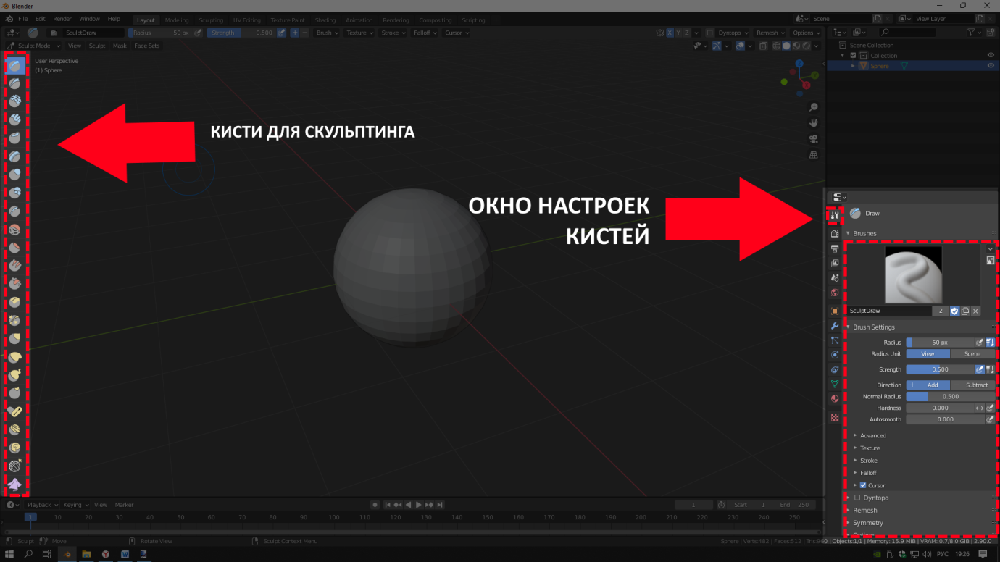 Blender
File Edit Render Window Help Layout Modeling Sculpting UV Editing Texture Paint Shading Animation Rendering Compositing Scripting + Scene View Layer
SculptDraw Radius 50 px Strength 0.500 + − Brush Texture Stroke Falloff Cursor X Y Z Dyntopo Remesh Options
Sculpt Mode View Sculpt Mask Face Sets
Scene Collection
Collection
Sphere
User Perspective
(1) Sphere
КИСТИ ДЛЯ СКУЛЬПТИНГА
ОКНО НАСТРОЕК
КИСТЕЙ
Draw
Brushes
SculptDraw 2
Brush Settings
Radius 50 px
Radius Unit View Scene
Strength 0.500
Direction + Add − Subtract
Normal Radius 0.500
Hardness 0.000
Autosmooth 0.000
Advanced
Texture
Stroke
Falloff
Cursor
Dyntopo
Remesh
Symmetry
Options
Playback Keying View Marker 1 Start 1 End 250
1 10 20 30 40 50 60 70 80 90 100 110 120 130 140 150 160 170 180 190 200 210 220 230 240 250
Sculpt Move Rotate View Sculpt Context Menu Sphere | Verts:482 | Faces:512 | Tris:960 | Objects:1/1 | Memory: 15.9 MiB | VRAM: 0.7/8.0 GiB | 2.90.0
РУС 19:26